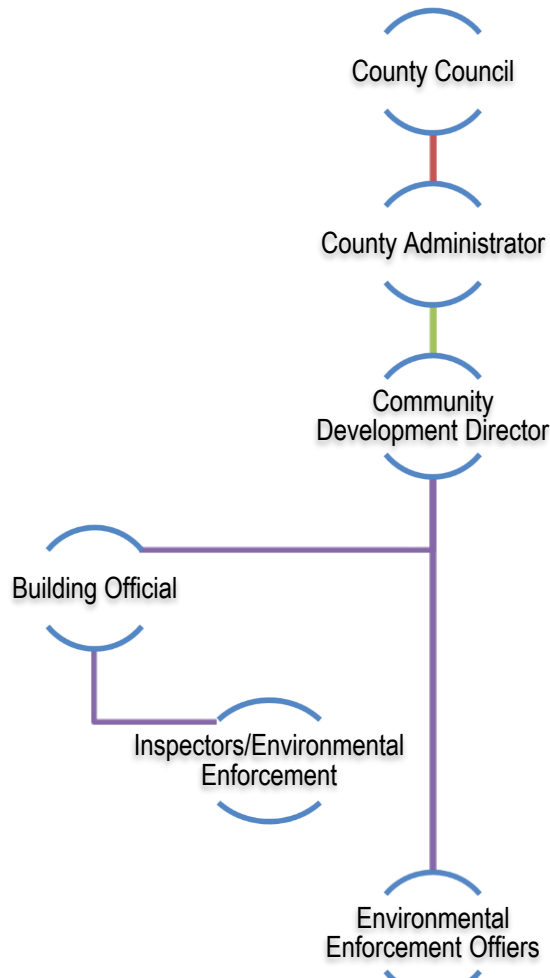 County Council
County Administrator
Community
Development Director
Building Official
Inspectors/Environmental
Enforcement
Environmental
Enforcement Offiers